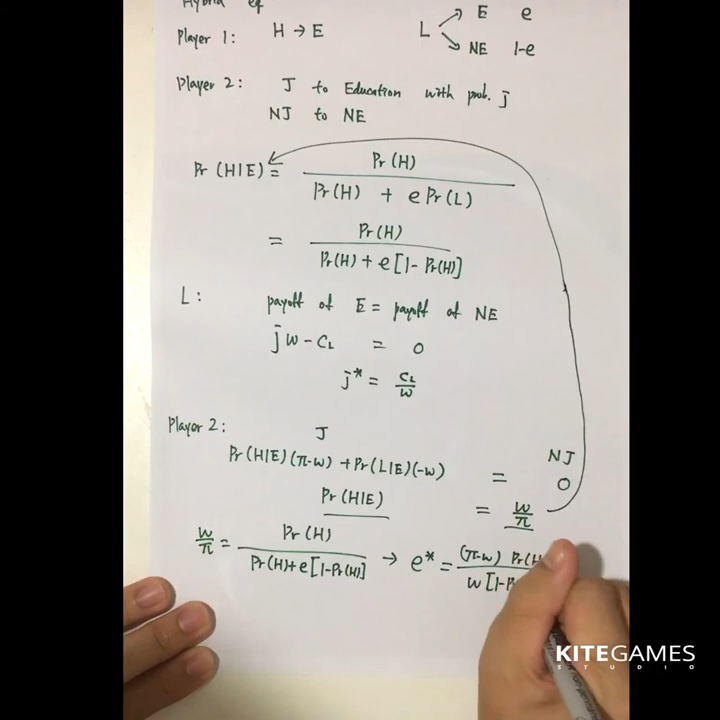 Hybrid eq
Player 1: H → E L E e
NE 1-e
Player 2: J to Education with prob. j
NJ to NE
Pr(H|E) = Pr(H) / Pr(H) + e Pr(L)
= Pr(H) / Pr(H) + e[1-Pr(H)]
L: payoff of E = payoff of NE
jw - CL = 0
j* = CL / w
Player 2: J NJ
Pr(H|E)(π-w) + Pr(L|E)(-w) = 0
Pr(H|E) = w/π
w/π = Pr(H) / Pr(H)+e[1-Pr(H)] → e* = (π-w) Pr(H / w[1-P
KITEGAMES
STUDIO